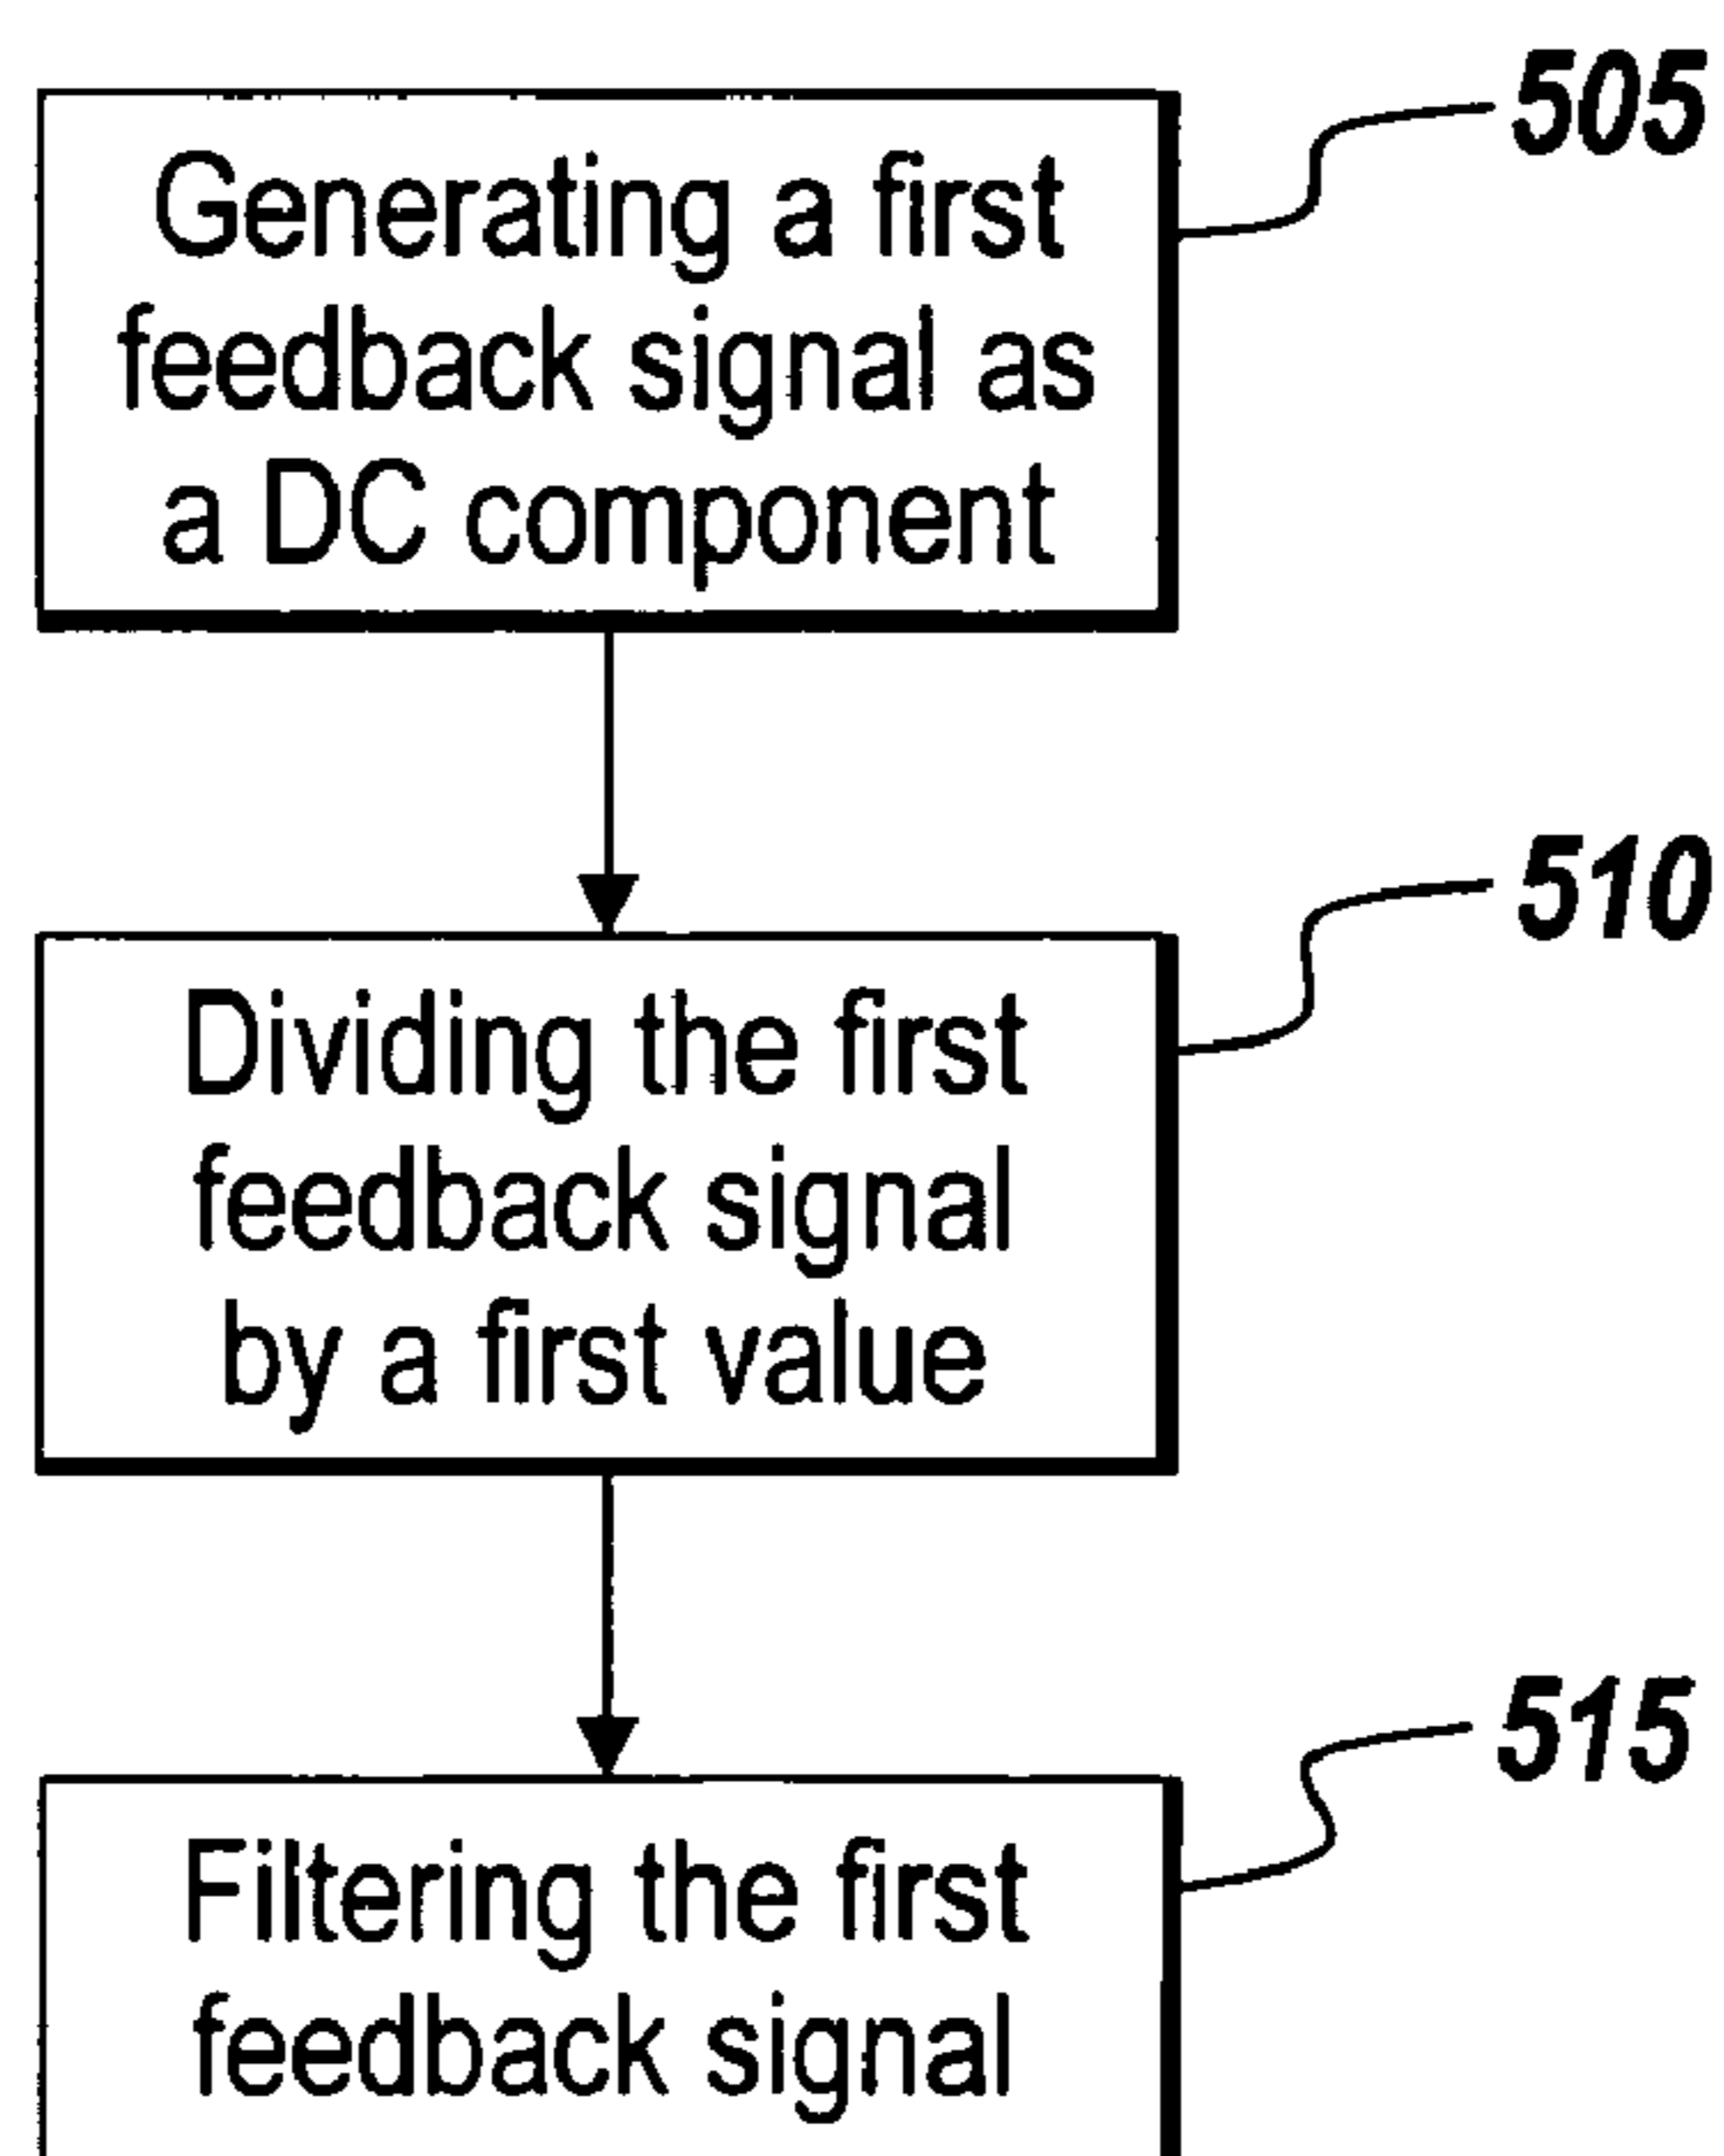 505
Generating a first
feedback signal as
a DC component
510
Dividing the first
feedback signal
by a first value
515
Filtering the first
feedback signal